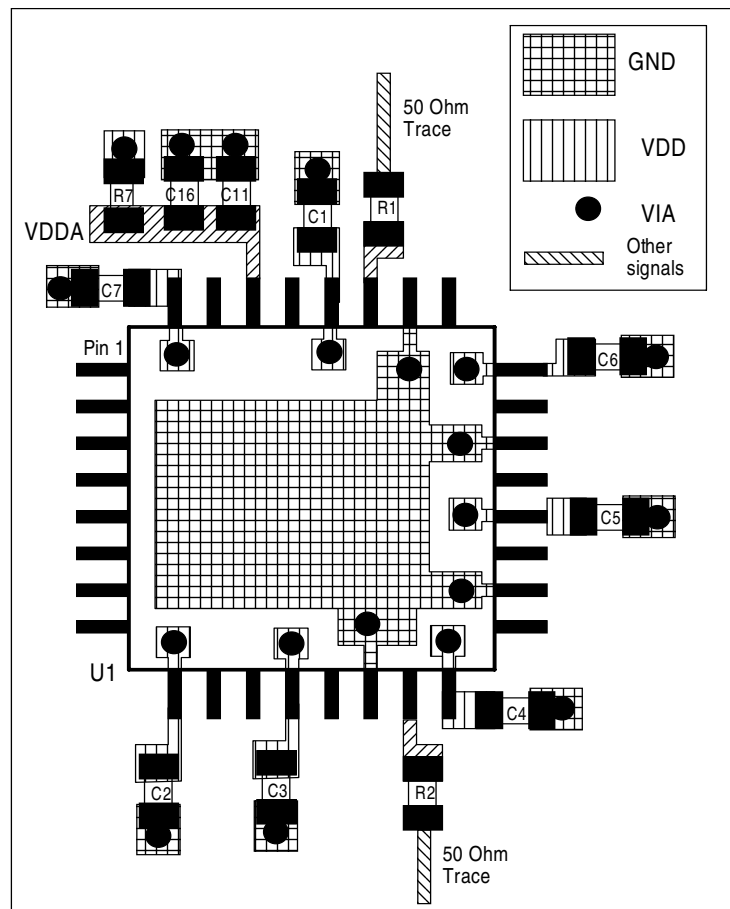 GND
VDD
VIA
Other
signals
50 Ohm
Trace
R7
C16
C11
C1
R1
VDDA
C7
Pin 1
C6
C5
U1
C4
C2
C3
R2
50 Ohm
Trace